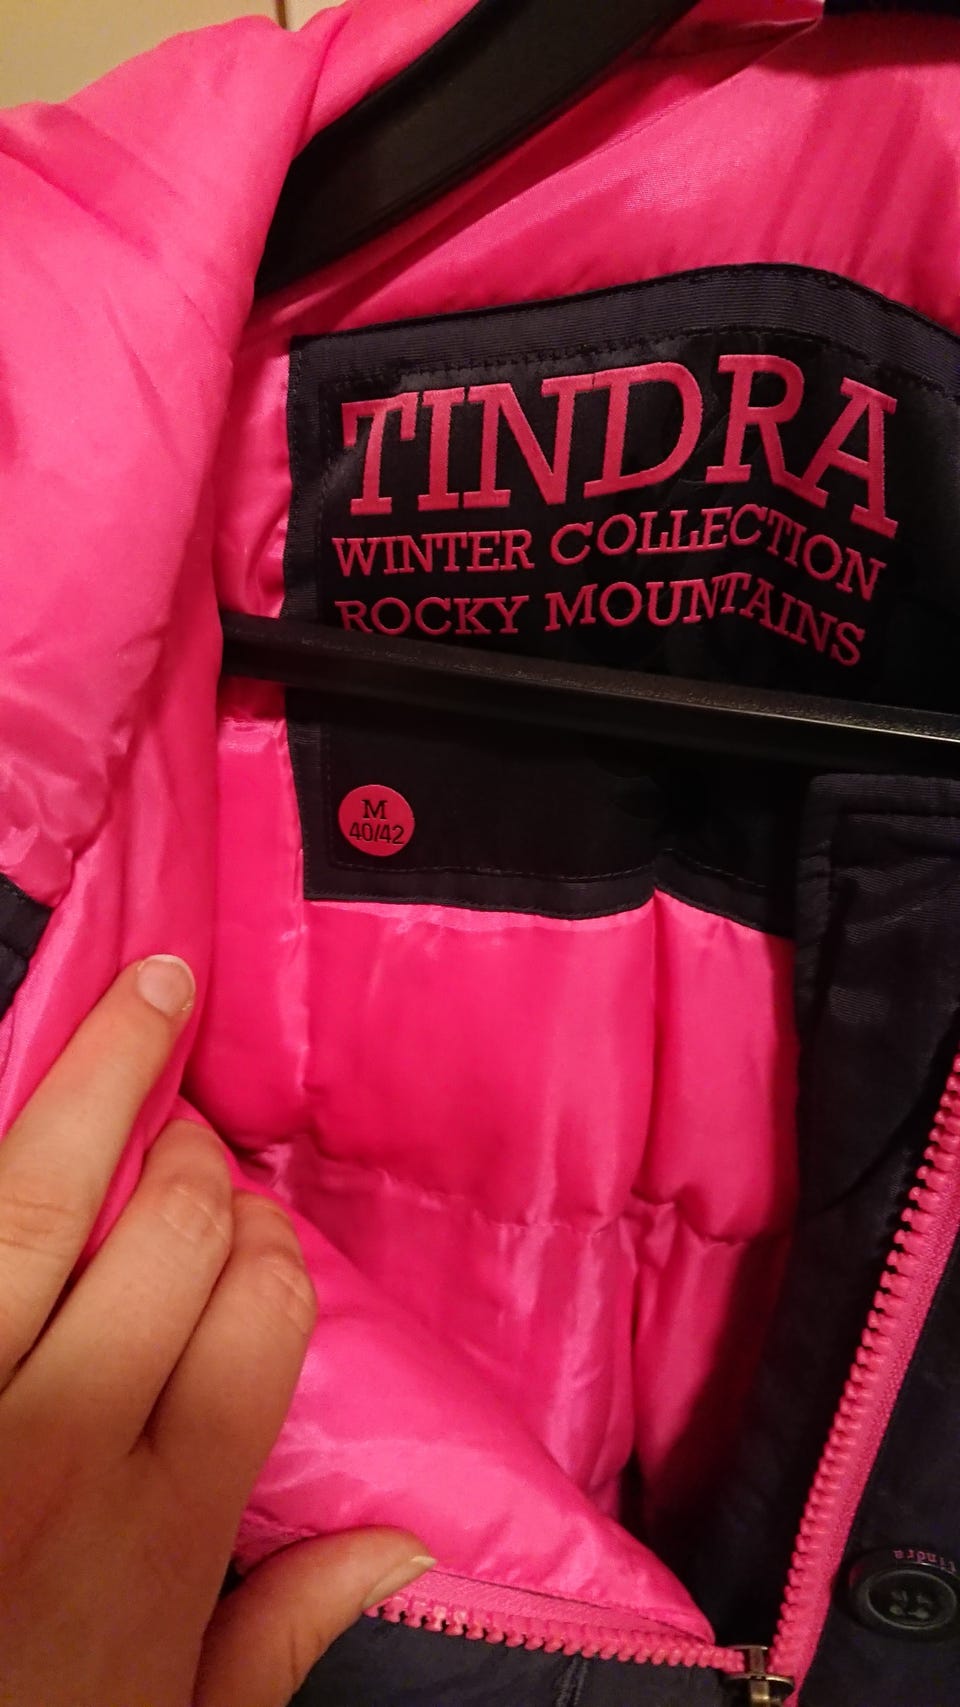 TINDRA
WINTER COLLECTION
ROCKY MOUNTAINS
M
40/42
tindra